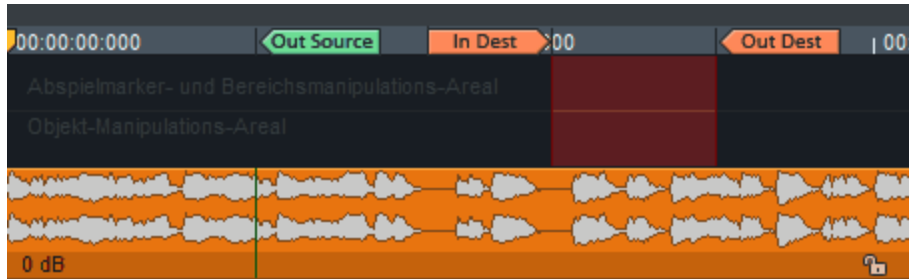 00:00:00:000 Out Source In Dest 00 Out Dest 00
Abspielmarker- und Bereichsmanipulations-Areal
Objekt-Manipulations-Areal
0 dB